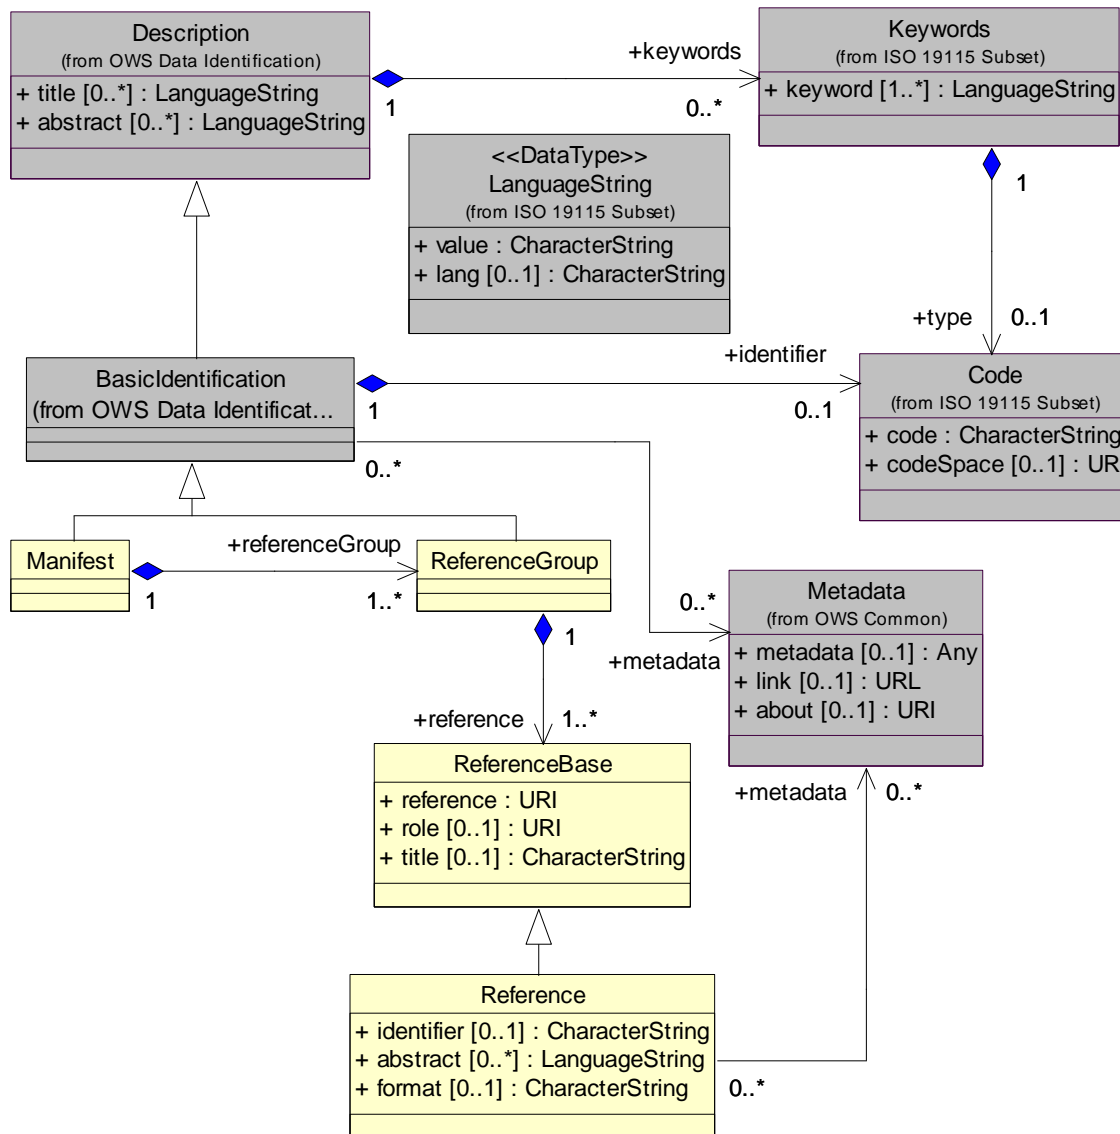 Description
(from OWS Data Identification)
+ title [0..*] : LanguageString
+ abstract [0..*] : LanguageString
+keywords
1
0..*
Keywords
(from ISO 19115 Subset)
+ keyword [1..*] : LanguageString
1
<<DataType>>
LanguageString
(from ISO 19115 Subset)
+ value : CharacterString
+ lang [0..1] : CharacterString
+type
0..1
BasicIdentification
(from OWS Data Identificat...
+identifier
1
0..1
Code
(from ISO 19115 Subset)
+ code : CharacterString
+ codeSpace [0..1] : UR
0..*
Manifest
+referenceGroup
1
1..*
ReferenceGroup
1
0..*
+metadata
Metadata
(from OWS Common)
+ metadata [0..1] : Any
+ link [0..1] : URL
+ about [0..1] : URI
+reference
1..*
ReferenceBase
+ reference : URI
+ role [0..1] : URI
+ title [0..1] : CharacterString
+metadata
0..*
Reference
+ identifier [0..1] : CharacterString
+ abstract [0..*] : LanguageString
+ format [0..1] : CharacterString
0..*